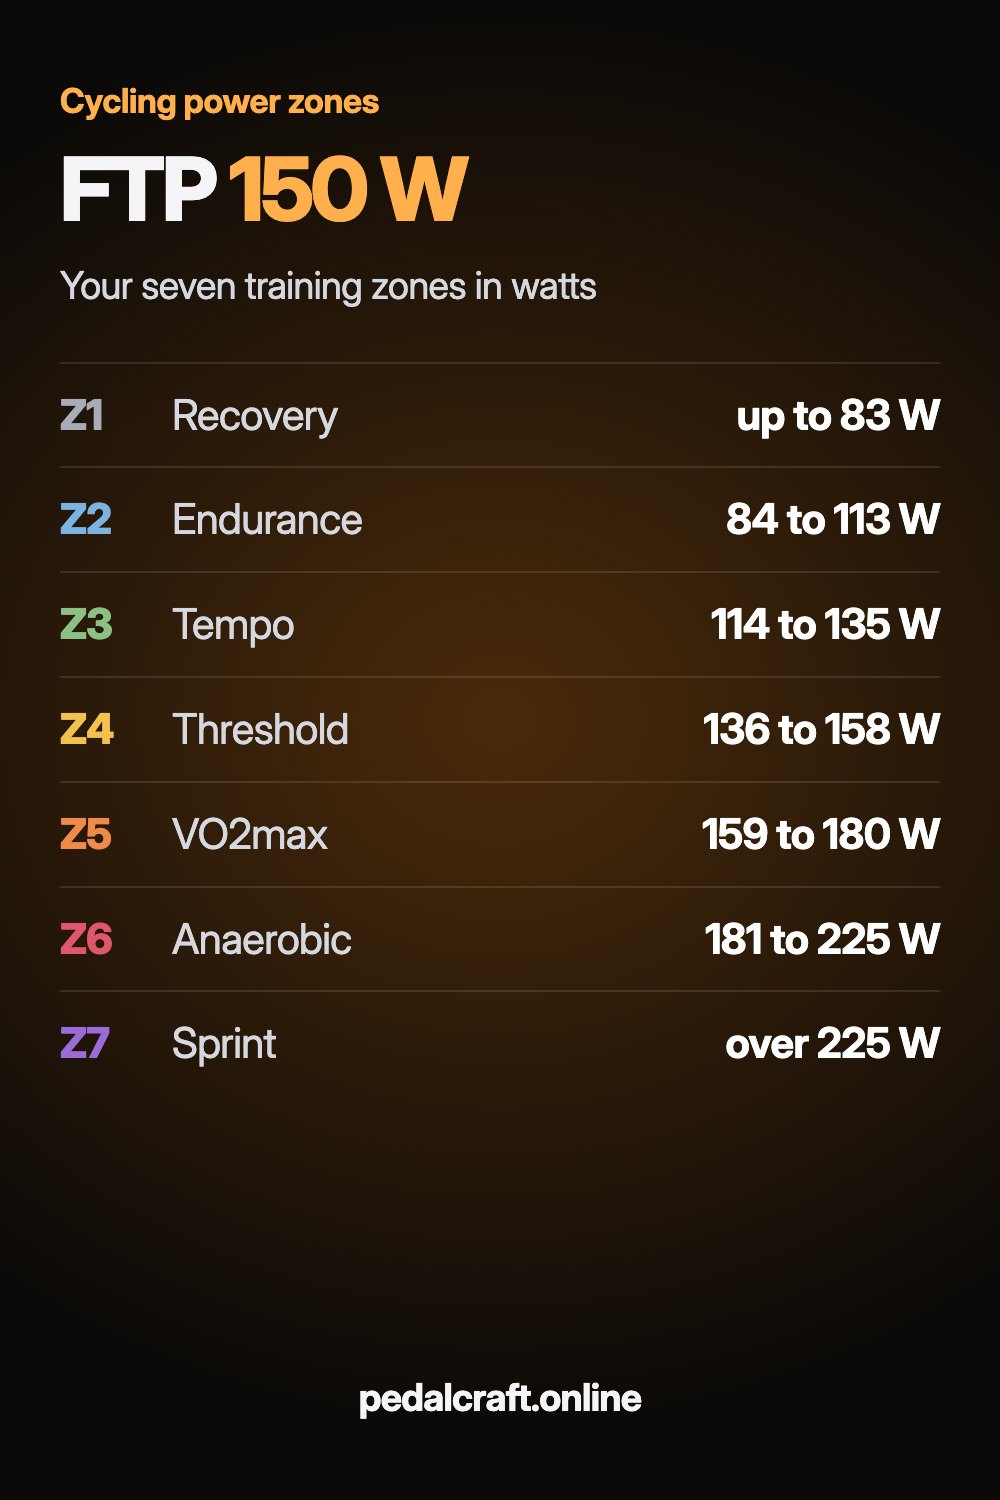 Cycling power zones
FTP 150 W
Your seven training zones in watts
Z1 Recovery up to 83 W
Z2 Endurance 84 to 113 W
Z3 Tempo 114 to 135 W
Z4 Threshold 136 to 158 W
Z5 VO2max 159 to 180 W
Z6 Anaerobic 181 to 225 W
Z7 Sprint over 225 W
pedalcraft.online